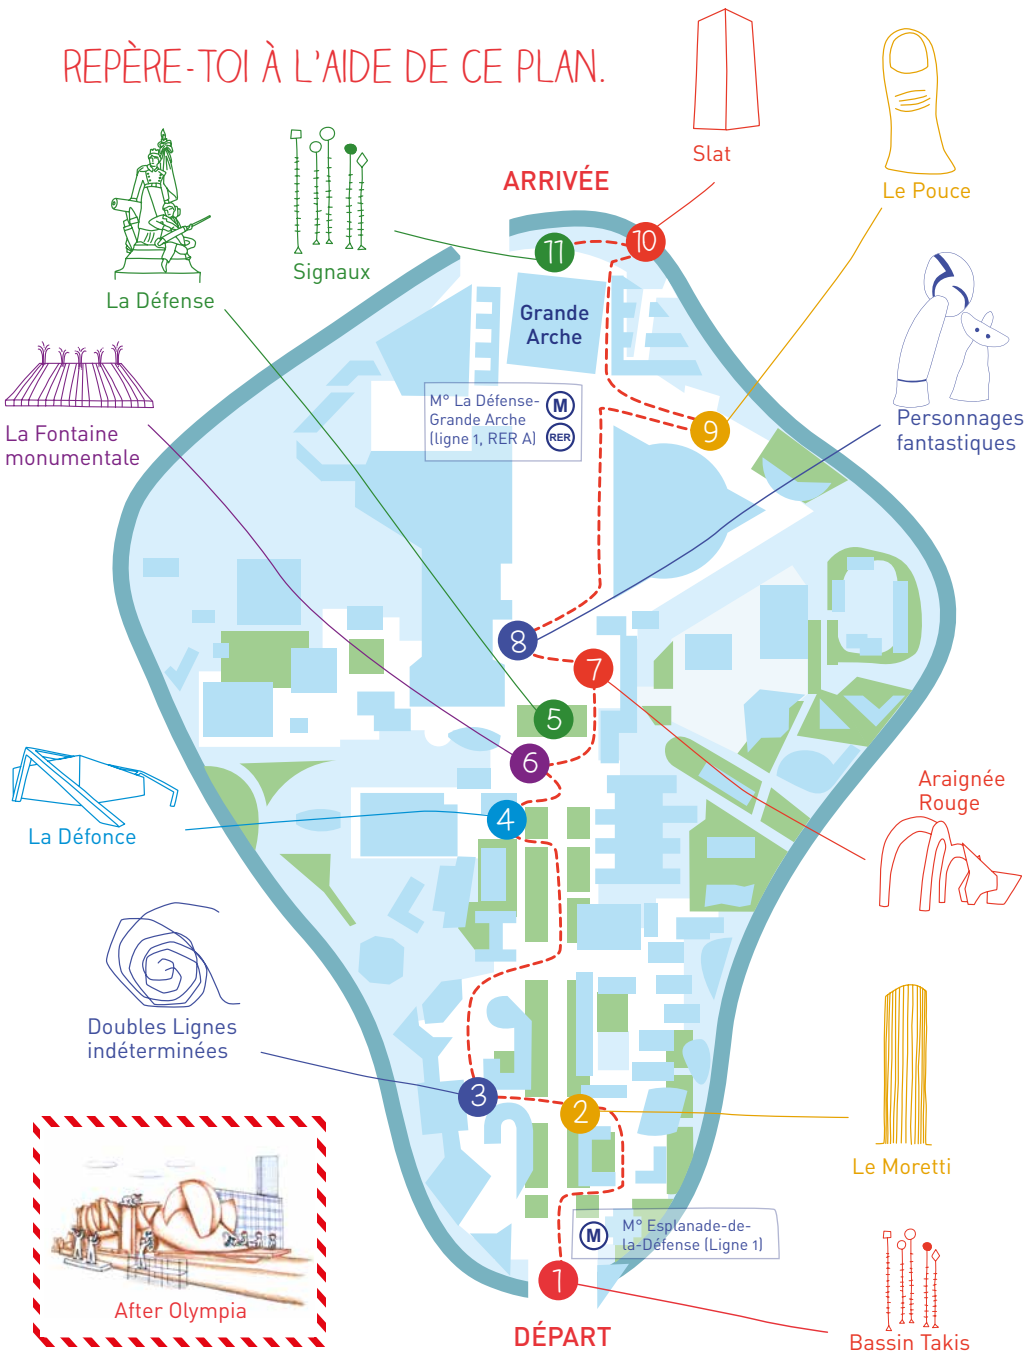 REPÈRE-TOI À L'AIDE DE CE PLAN.
Slat
Le Pouce
ARRIVÉE
Signaux
La Défense
10
11
Grande
Arche
M° La Défense-
Grande Arche
(ligne 1, RER A)
M
RER
9
Personnages
fantastiques
La Fontaine
monumentale
8
7
5
6
4
La Défonce
Araignée
Rouge
Doubles Lignes
indéterminées
3
2
Le Moretti
M
M° Esplanade-de-
la-Défense (Ligne 1)
1
After Olympia
DÉPART
Bassin Takis